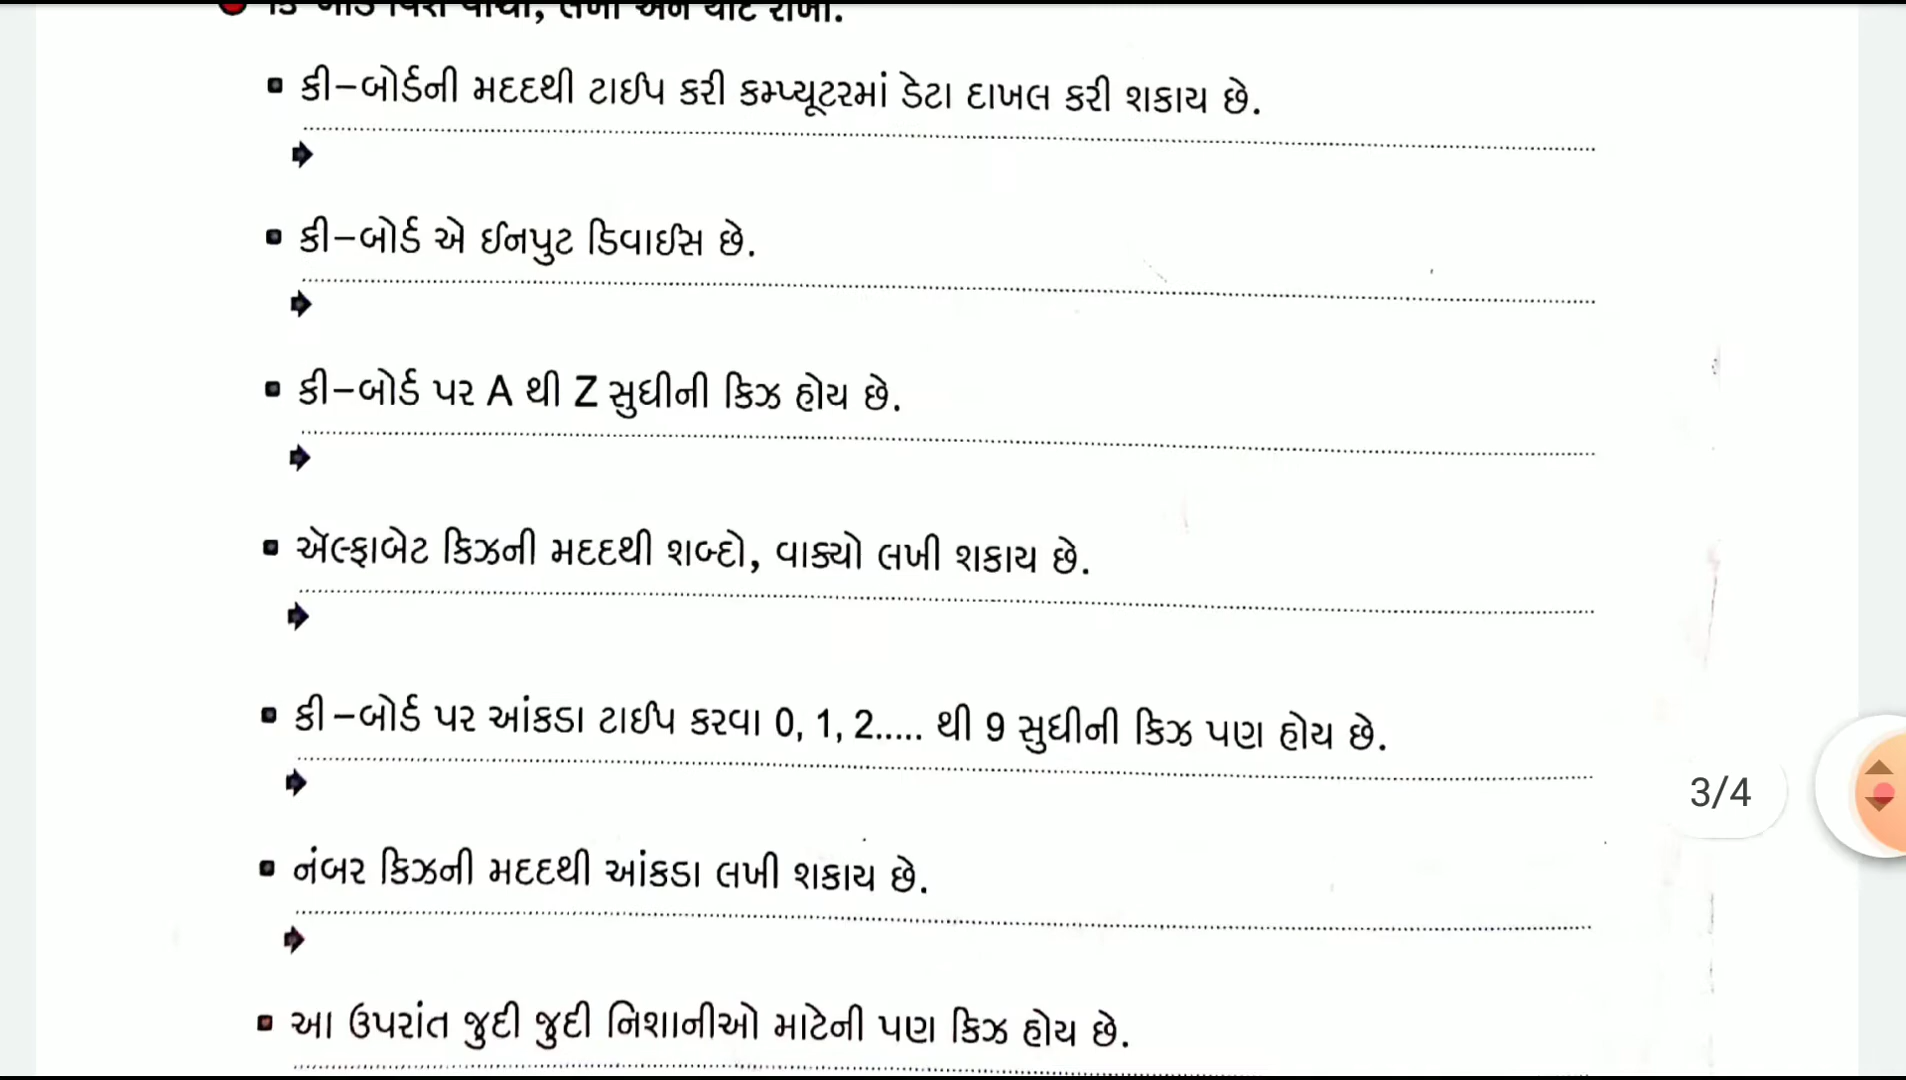 ▪ કી–બોર્ડની મદદથી ટાઈપ કરી કમ્પ્યૂટરમાં ડેટા દાખલ કરી શકાય છે.
▪ કી–બોર્ડ એ ઈનપુટ ડિવાઈસ છે.
▪ કી–બોર્ડ પર A થી Z સુધીની કિઝ હોય છે.
▪ ઍલ્ફાબેટ કિઝની મદદથી શબ્દો, વાક્યો લખી શકાય છે.
▪ કી –બોર્ડ પર આંકડા ટાઈપ કરવા 0, 1, 2..... થી 9 સુધીની કિઝ પણ હોય છે.
3/4
▪ નંબર કિઝની મદદથી આંકડા લખી શકાય છે.
▪ આ ઉપરાંત જુદી જુદી નિશાનીઓ માટેની પણ કિઝ હોય છે.